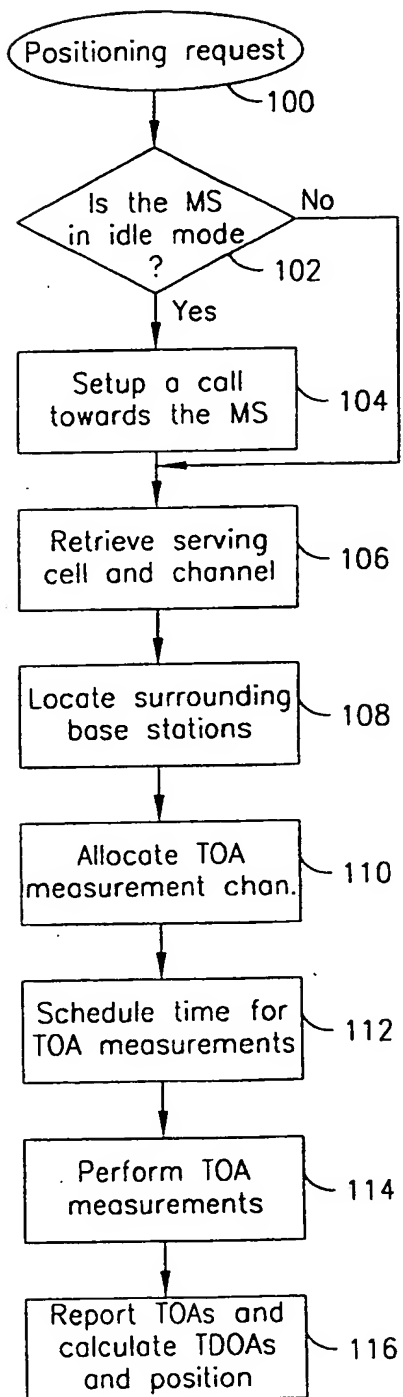 Positioning request
100
Is the MS
in idle mode
?
No
102
Yes
Setup a call
towards the MS
104
Retrieve serving
cell and channel
106
Locate surrounding
base stations
108
Allocate TOA
measurement chan.
110
Schedule time for
TOA measurements
112
Perform TOA
measurements
114
Report TOAs and
calculate TDOAs
and position
116